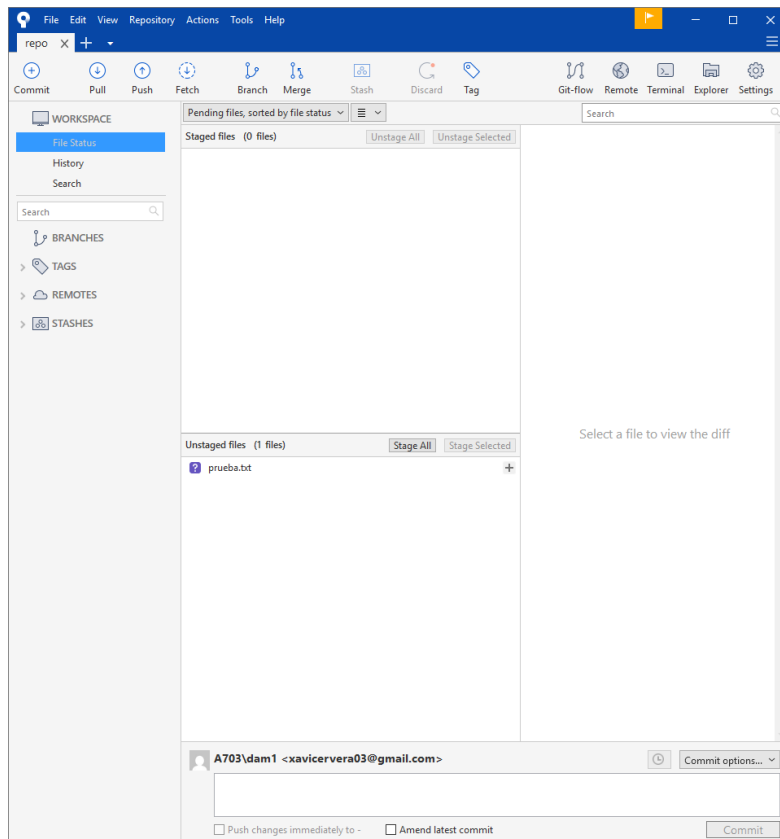 File Edit View Repository Actions Tools Help
repo
Commit Pull Push Fetch Branch Merge Stash Discard Tag Git-flow Remote Terminal Explorer Settings
WORKSPACE
File Status
History
Search
Search
BRANCHES
TAGS
REMOTES
STASHES
Pending files, sorted by file status
Search
Staged files (0 files) Unstage All Unstage Selected
Select a file to view the diff
Unstaged files (1 files) Stage All Stage Selected
prueba.txt
A703\dam1 <xavicervera03@gmail.com> Commit options...
Push changes immediately to - Amend latest commit Commit